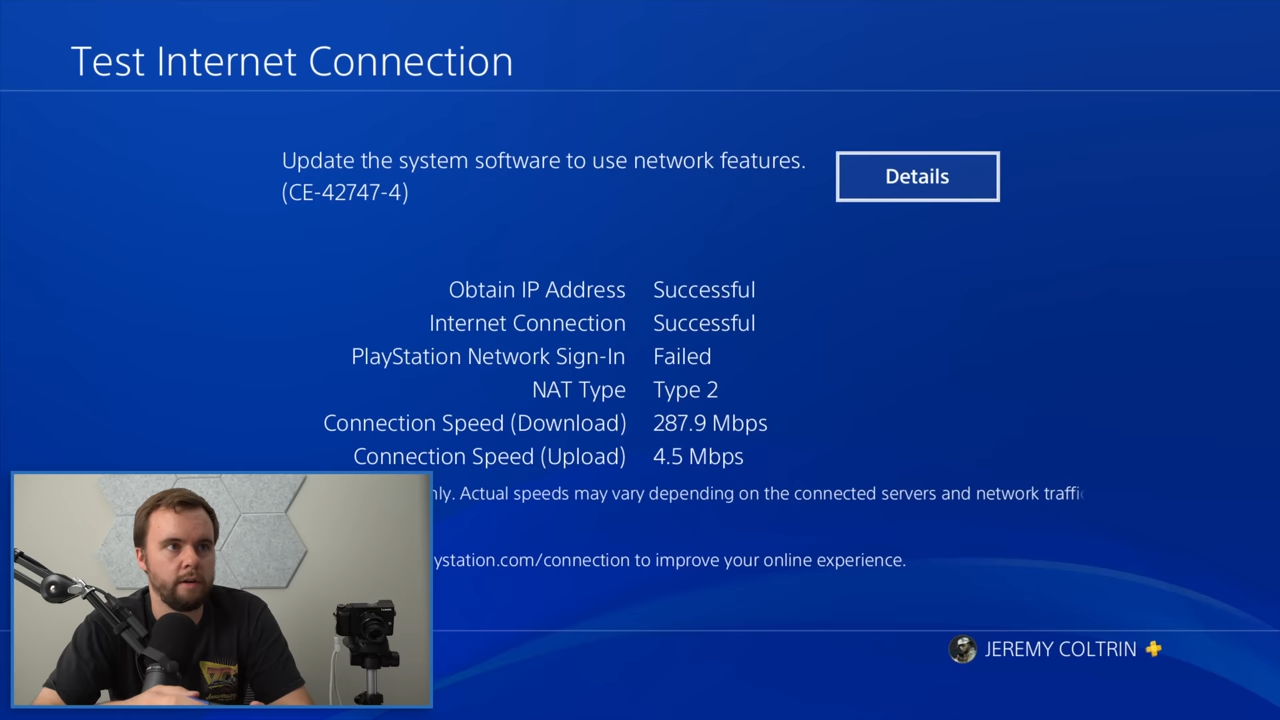 Test Internet Connection
Update the system software to use network features.
(CE-42747-4)
Details
Obtain IP Address Successful
Internet Connection Successful
PlayStation Network Sign-In Failed
NAT Type Type 2
Connection Speed (Download) 287.9 Mbps
Connection Speed (Upload) 4.5 Mbps
nly. Actual speeds may vary depending on the connected servers and network traffic
ystation.com/connection to improve your online experience.
JEREMY COLTRIN